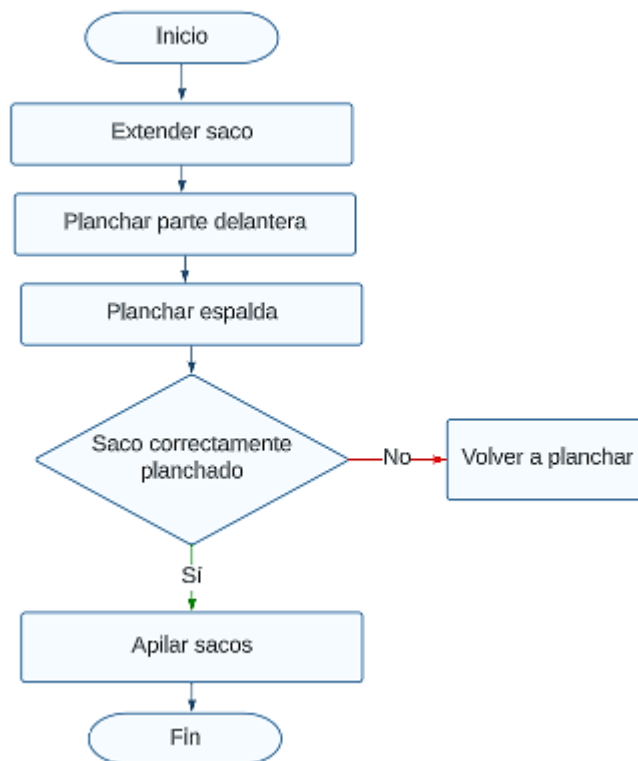 Inicio
Extender saco
Planchar parte delantera
Planchar espalda
Saco correctamente
planchado
No
Volver a planchar
Sí
Apilar sacos
Fin